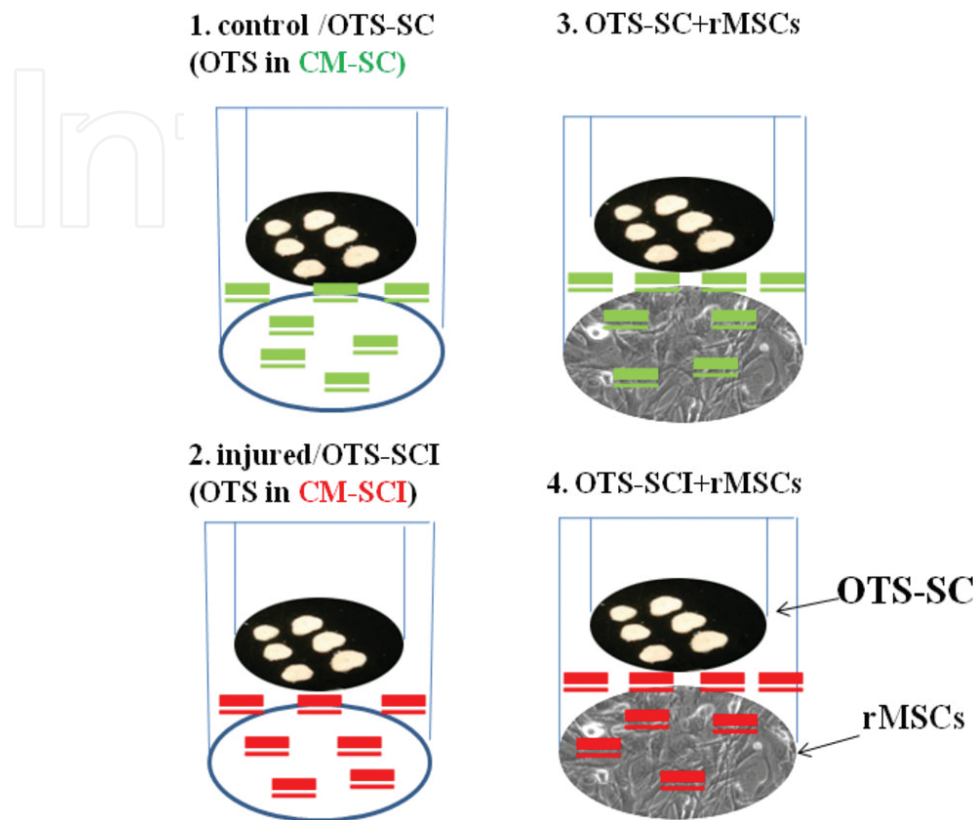 1. control /OTS-SC
(OTS in CM-SC)
3. OTS-SC+rMSCs
2. injured/OTS-SCI
(OTS in CM-SCI)
4. OTS-SCI+rMSCs
OTS-SC
rMSCs